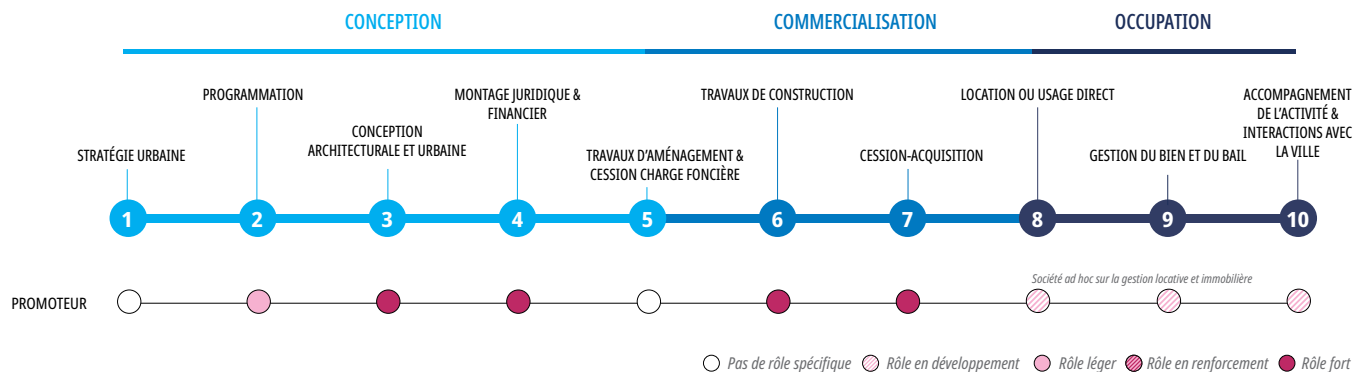 CONCEPTION
COMMERCIALISATION
OCCUPATION
STRATÉGIE URBAINE
PROGRAMMATION
CONCEPTION
ARCHITECTURALE ET URBAINE
MONTAGE JURIDIQUE &
FINANCIER
TRAVAUX D'AMÉNAGEMENT &
CESSION CHARGE FONCIÈRE
TRAVAUX DE CONSTRUCTION
CESSION-ACQUISITION
LOCATION OU USAGE DIRECT
GESTION DU BIEN ET DU BAIL
ACCOMPAGNEMENT
DE L'ACTIVITÉ &
INTERACTIONS AVEC
LA VILLE
1
2
3
4
5
6
7
8
9
10
Société ad hoc sur la gestion locative et immobilière
PROMOTEUR
Pas de rôle spécifique
Rôle en développement
Rôle léger
Rôle en renforcement
Rôle fort